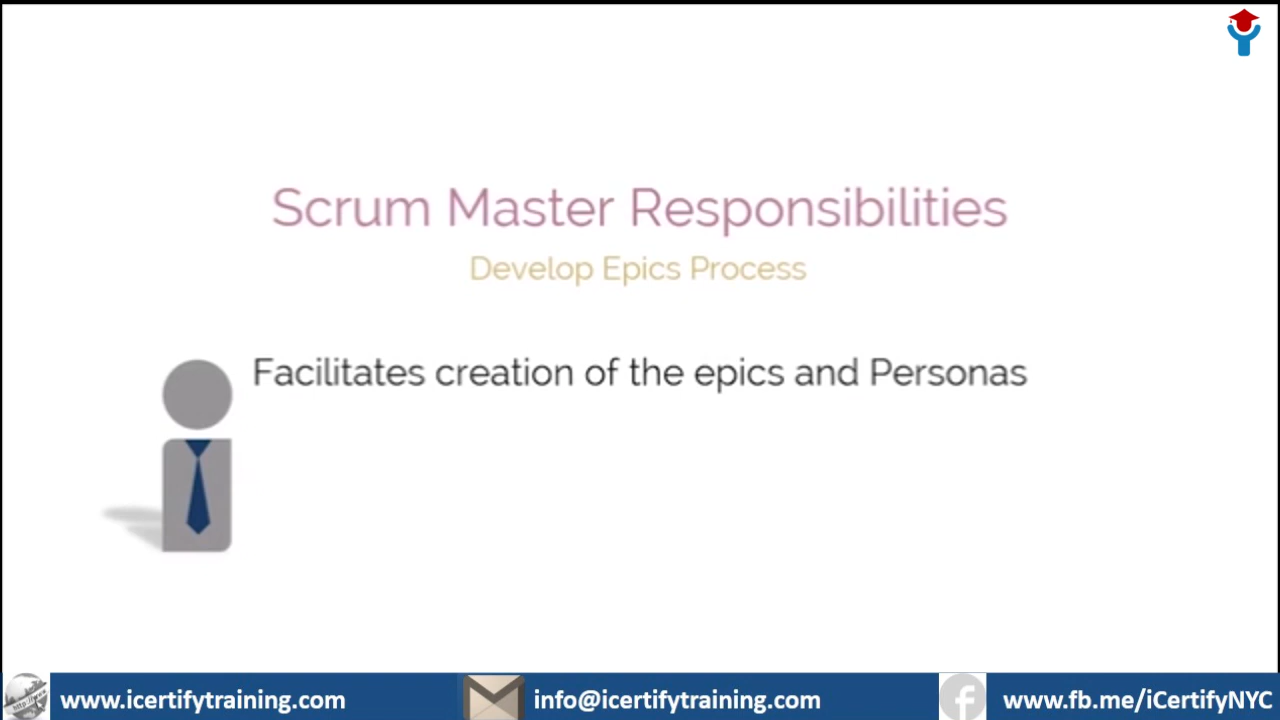 Scrum Master Responsibilities
Develop Epics Process
Facilitates creation of the epics and Personas
www.icertifytraining.com
info@icertifytraining.com
www.fb.me/iCertifyNYC